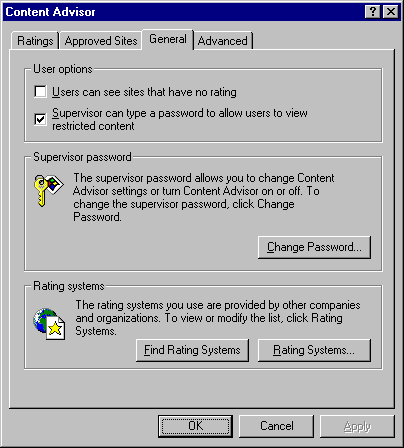 Content Advisor
Ratings Approved Sites General Advanced
User options
Users can see sites that have no rating
Supervisor can type a password to allow users to view
restricted content
Supervisor password
The supervisor password allows you to change Content
Advisor settings or turn Content Advisor on or off. To
change the supervisor password, click Change
Password.
Change Password...
Rating systems
The rating systems you use are provided by other companies
and organizations. To view or modify the list, click Rating
Systems.
Find Rating Systems Rating Systems...
OK Cancel Apply